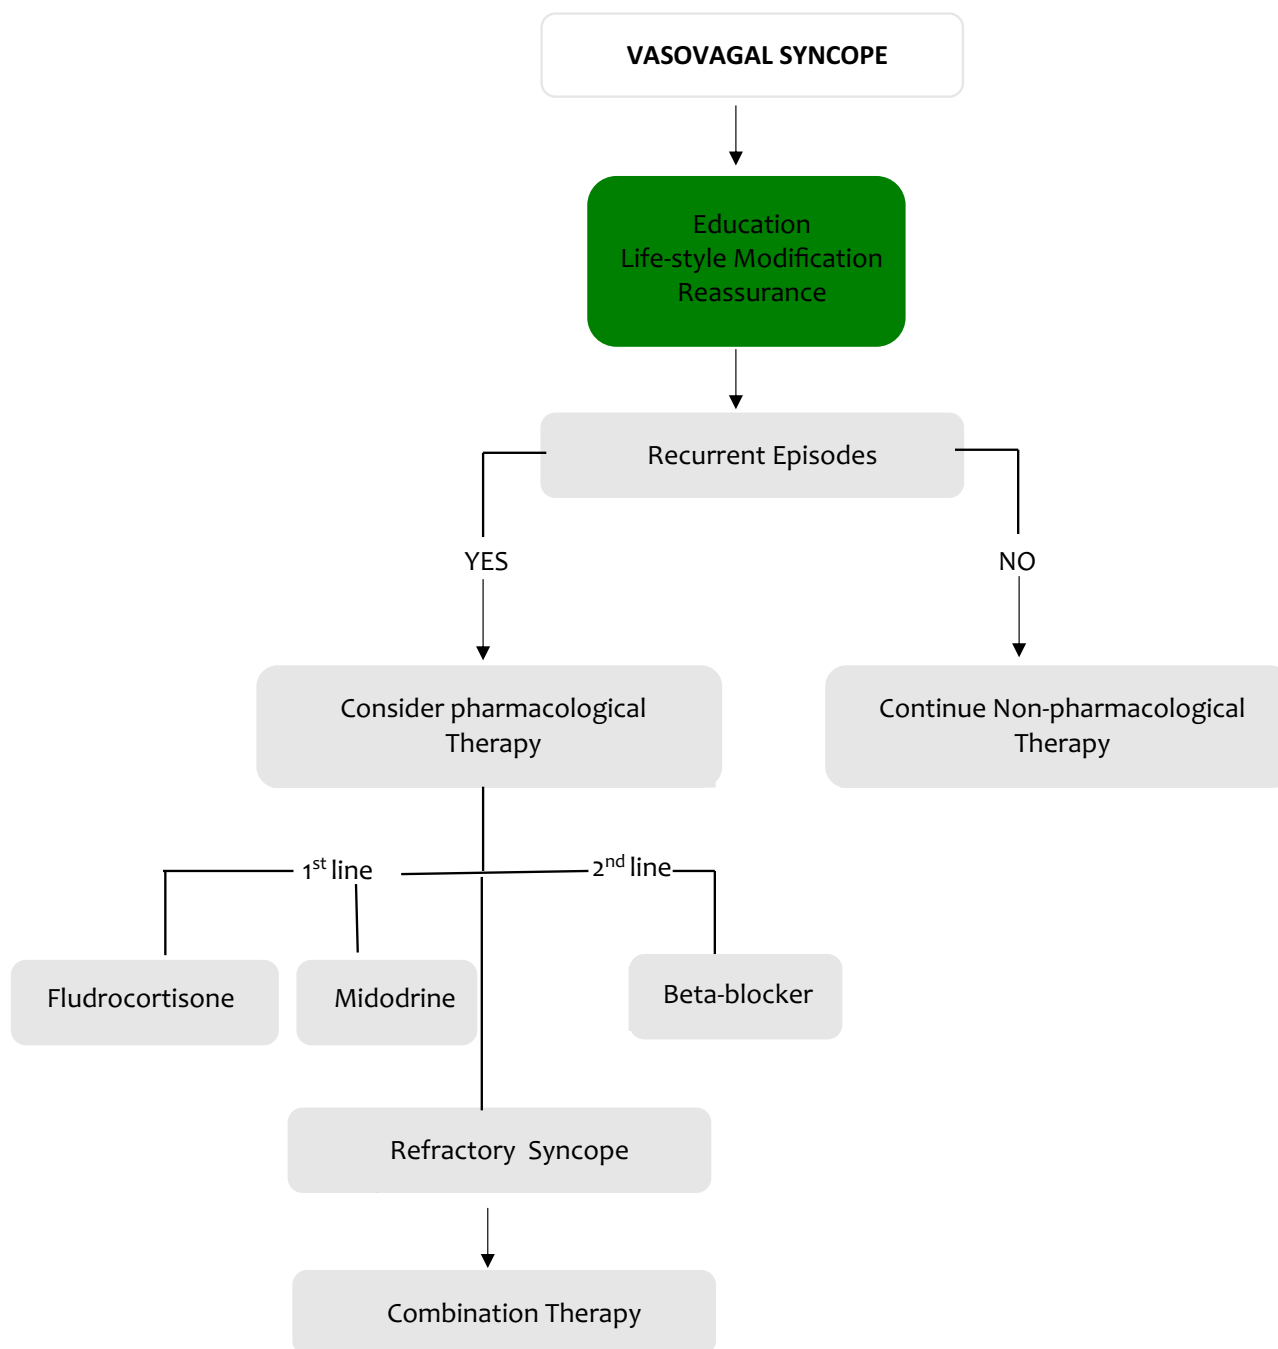 VASOVAGAL SYNCOPE
Education
Life-style Modification
Reassurance
Recurrent Episodes
YES
NO
Consider pharmacological
Therapy
Continue Non-pharmacological
Therapy
1st line
2nd line
Fludrocortisone
Midodrine
Beta-blocker
Refractory Syncope
Combination Therapy